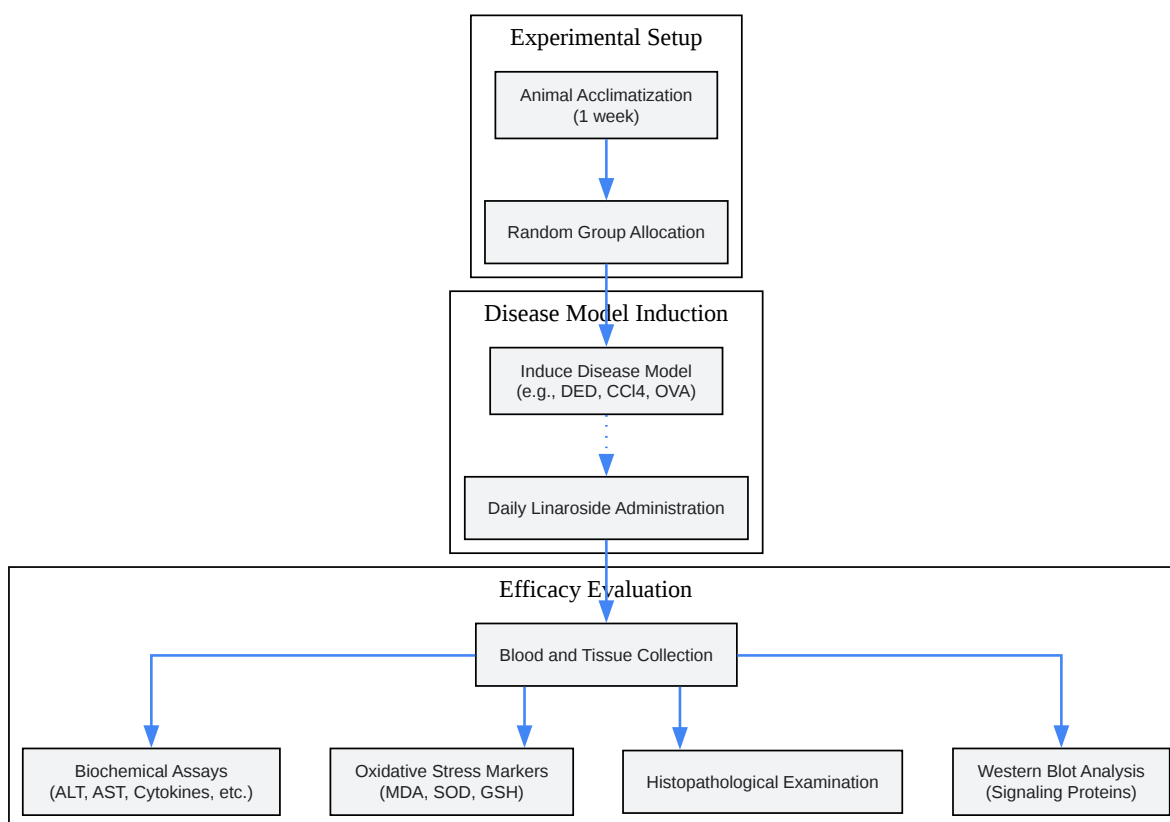 Experimental Setup
Animal Acclimatization
(1 week)
Random Group Allocation
Disease Model Induction
Induce Disease Model
(e.g., DED, CCl4, OVA)
Daily Linaroside Administration
Efficacy Evaluation
Blood and Tissue Collection
Biochemical Assays
(ALT, AST, Cytokines, etc.)
Oxidative Stress Markers
(MDA, SOD, GSH)
Histopathological Examination
Western Blot Analysis
(Signaling Proteins)